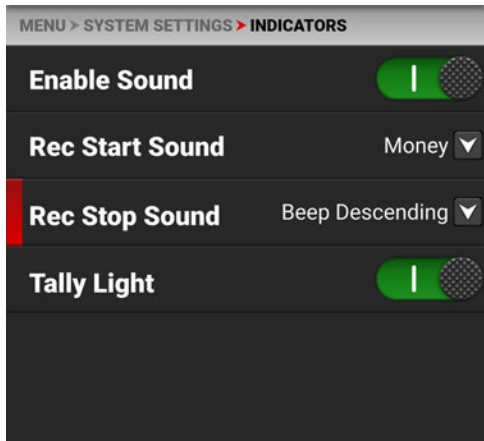 MENU > SYSTEM SETTINGS > INDICATORS
Enable Sound
Rec Start Sound Money
Rec Stop Sound Beep Descending
Tally Light